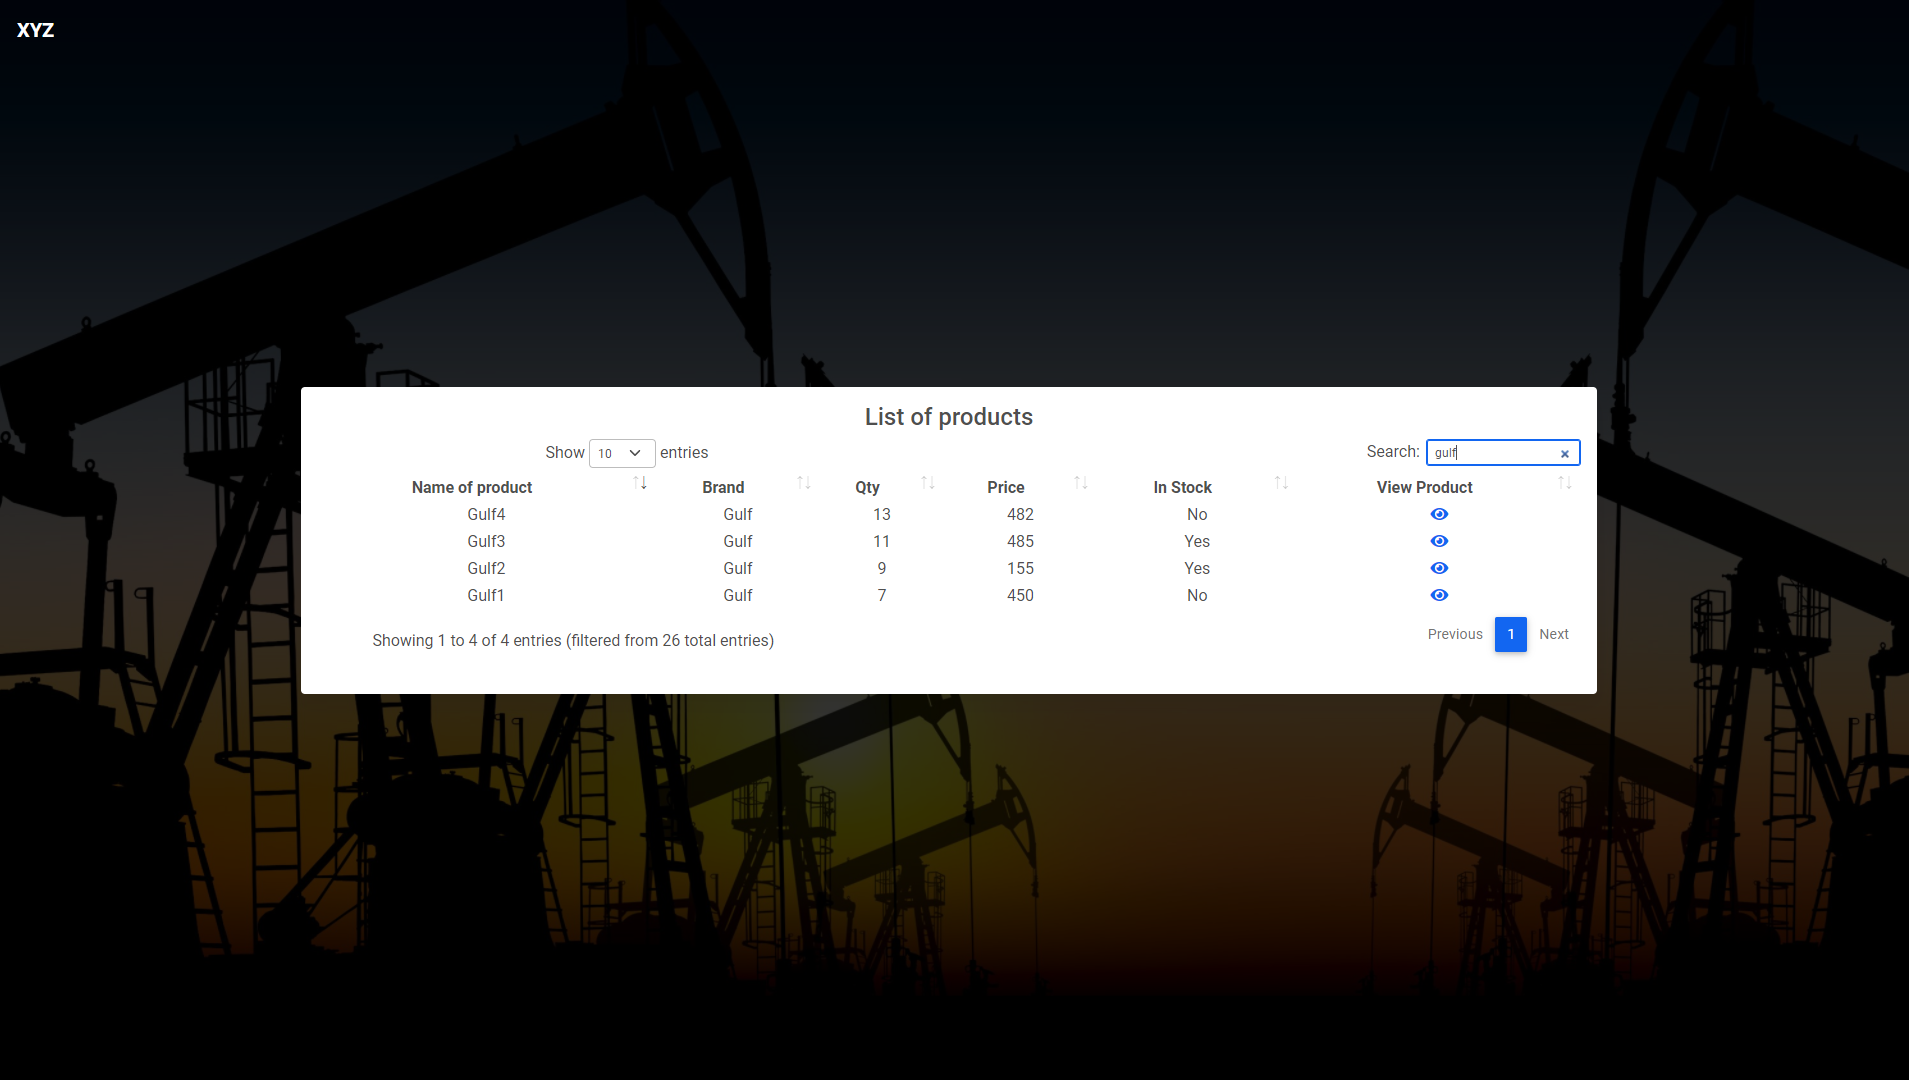 XYZ
List of products
Show 10 entries
Search: gulf
Name of product Brand Qty Price In Stock View Product
Gulf4 Gulf 13 482 No
Gulf3 Gulf 11 485 Yes
Gulf2 Gulf 9 155 Yes
Gulf1 Gulf 7 450 No
Showing 1 to 4 of 4 entries (filtered from 26 total entries)
Previous 1 Next